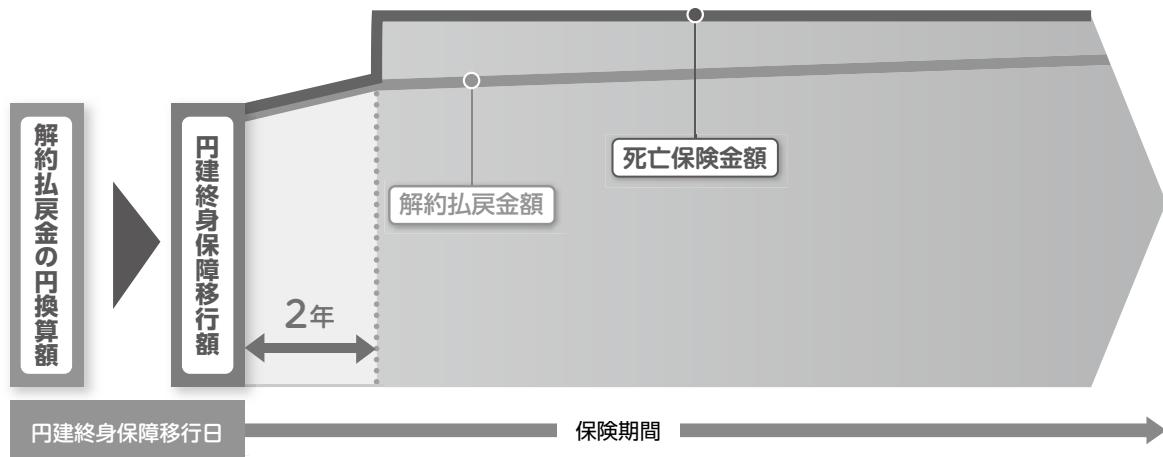 解約払戻金の円換算額
円建終身保障移行額
2年
解約払戻金額
死亡保険金額
円建終身保障移行日
保険期間